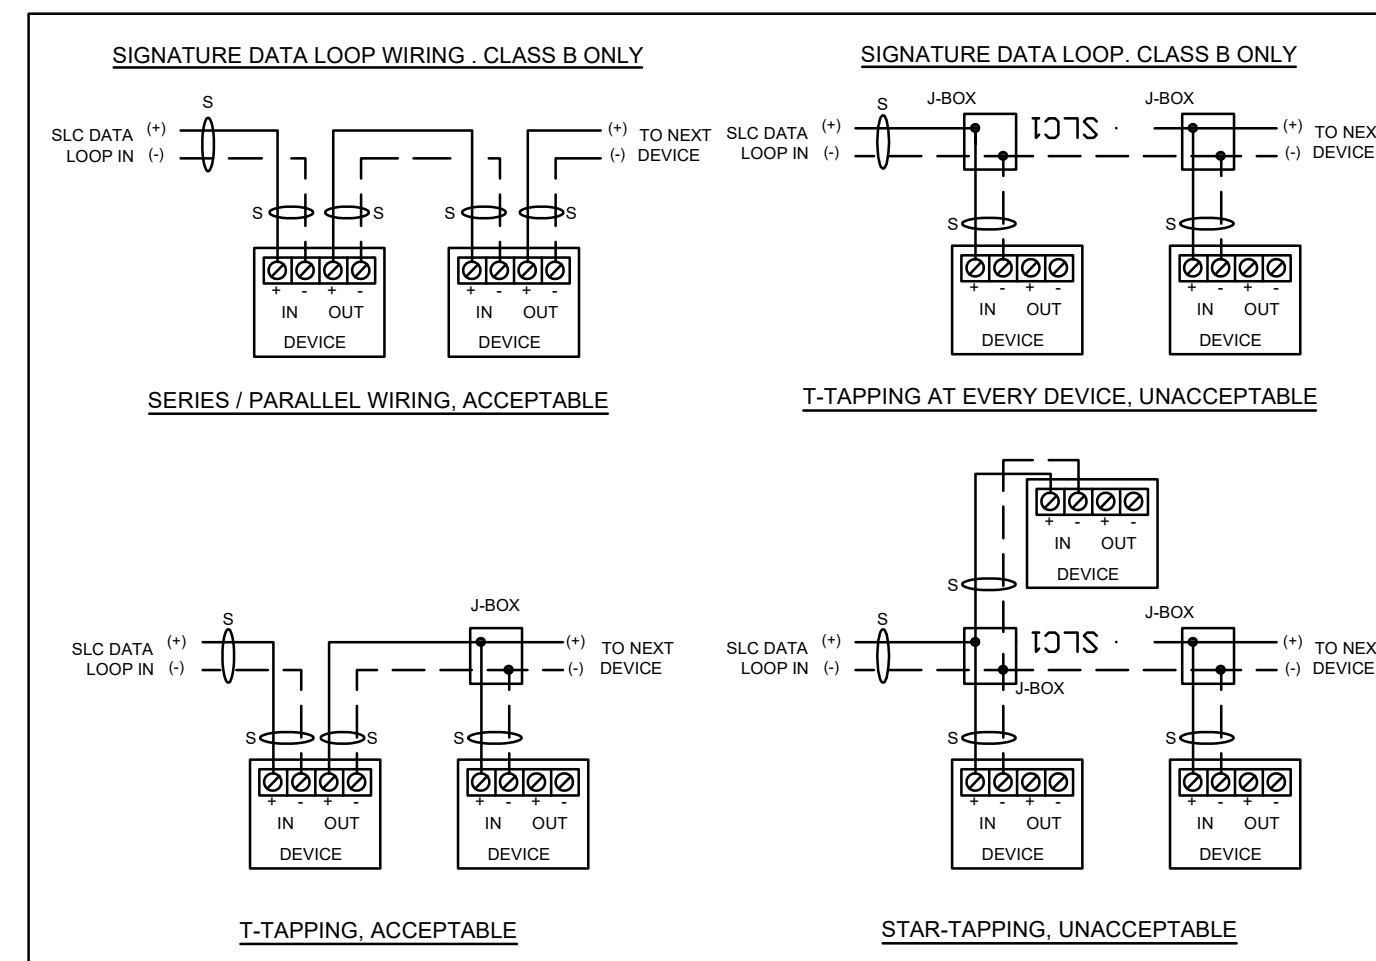 SIGNATURE DATA LOOP WIRING . CLASS B ONLY
S
SLC DATA (+)
LOOP IN (-)
(+) TO NEXT
(-) DEVICE
S S S S
+ - + -
IN OUT
DEVICE
+ - + -
IN OUT
DEVICE
SERIES / PARALLEL WIRING, ACCEPTABLE
SIGNATURE DATA LOOP. CLASS B ONLY
S J-BOX J-BOX
SLC DATA (+)
LOOP IN (-)
SLC1 .
(+) TO NEX
(-) DEVICE
S S
+ - + -
IN OUT
DEVICE
+ - + -
IN OUT
DEVICE
T-TAPPING AT EVERY DEVICE, UNACCEPTABLE
S J-BOX
SLC DATA (+)
LOOP IN (-)
(+) TO NEXT
(-) DEVICE
S S S
+ - + -
IN OUT
DEVICE
+ - + -
IN OUT
DEVICE
T-TAPPING, ACCEPTABLE
+ - + -
IN OUT
DEVICE
S
S J-BOX
SLC DATA (+)
LOOP IN (-)
SLC1 .
(+) TO NEX
(-) DEVICE
J-BOX
S S
+ - + -
IN OUT
DEVICE
+ - + -
IN OUT
DEVICE
STAR-TAPPING, UNACCEPTABLE